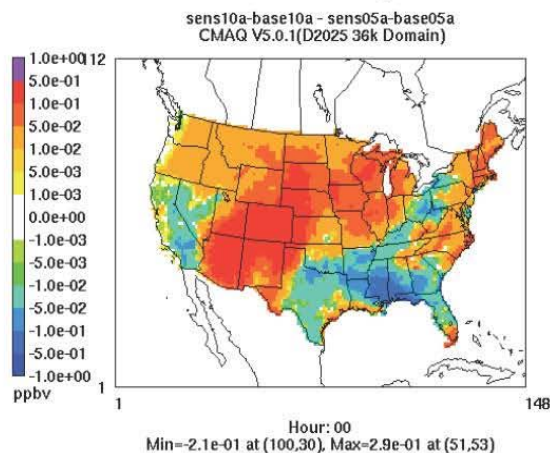 sens10a-base10a - sens05a-base05a
CMAQ V5.0.1(D2025 36k Domain)
112
1.0e+00
5.0e-01
1.0e-01
5.0e-02
1.0e-02
5.0e-03
1.0e-03
0.0e+00
-1.0e-03
-5.0e-03
-1.0e-02
-5.0e-02
-1.0e-01
-5.0e-01
-1.0e+00
ppbv
1
1
148
Hour: 00
Min=-2.1e-01 at (100,30), Max=2.9e-01 at (51,53)